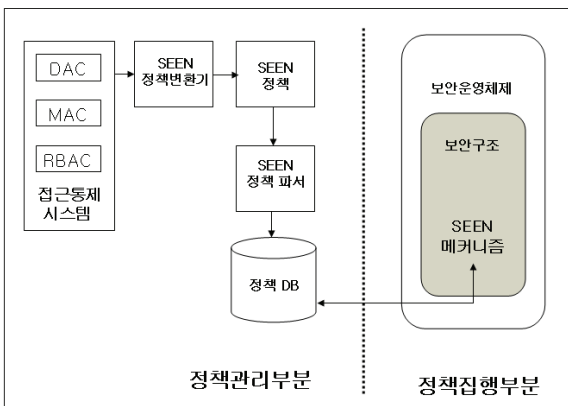 DAC
MAC
RBAC
접근통제
시스템
SEEN
정책변환기
SEEN
정책
SEEN
정책 파서
정책 DB
정책관리부분
보안운영체제
보안구조
SEEN
메커니즘
정책집행부분